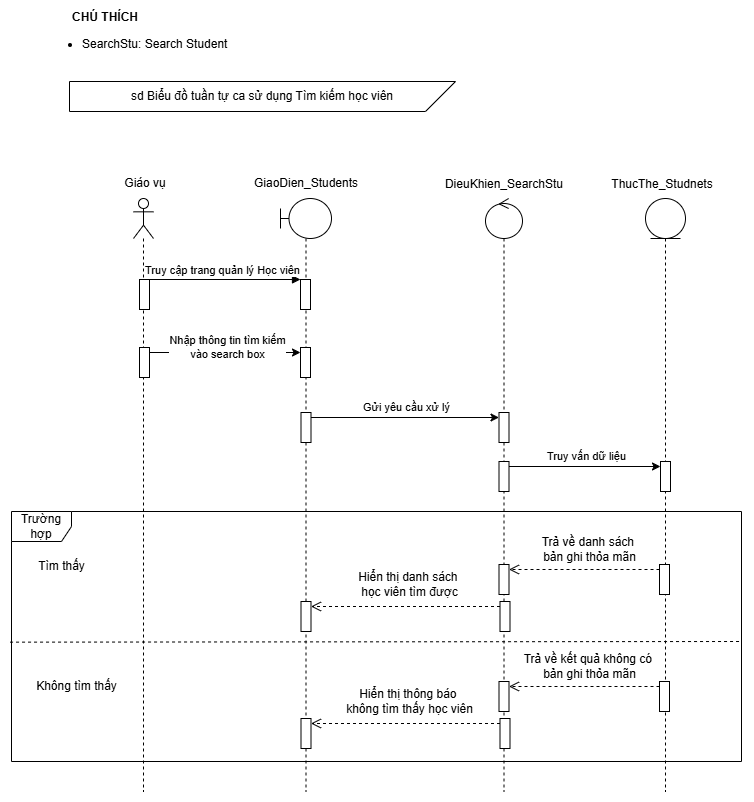 CHÚ THÍCH
SearchStu: Search Student
sd Biểu đồ tuần tự ca sử dụng Tìm kiếm học viên
Giáo vụ
GiaoDien_Students
DieuKhien_SearchStu
ThucThe_Studnets
Truy cập trang quản lý Học viên
Nhập thông tin tìm kiếm
vào search box
Gửi yêu cầu xử lý
Truy vấn dữ liệu
Trường
hợp
Tìm thấy
Trả về danh sách
bản ghi thỏa mãn
Hiển thị danh sách
học viên tìm được
Không tìm thấy
Trả về kết quả không có
bản ghi thỏa mãn
Hiển thị thông báo
không tìm thấy học viên